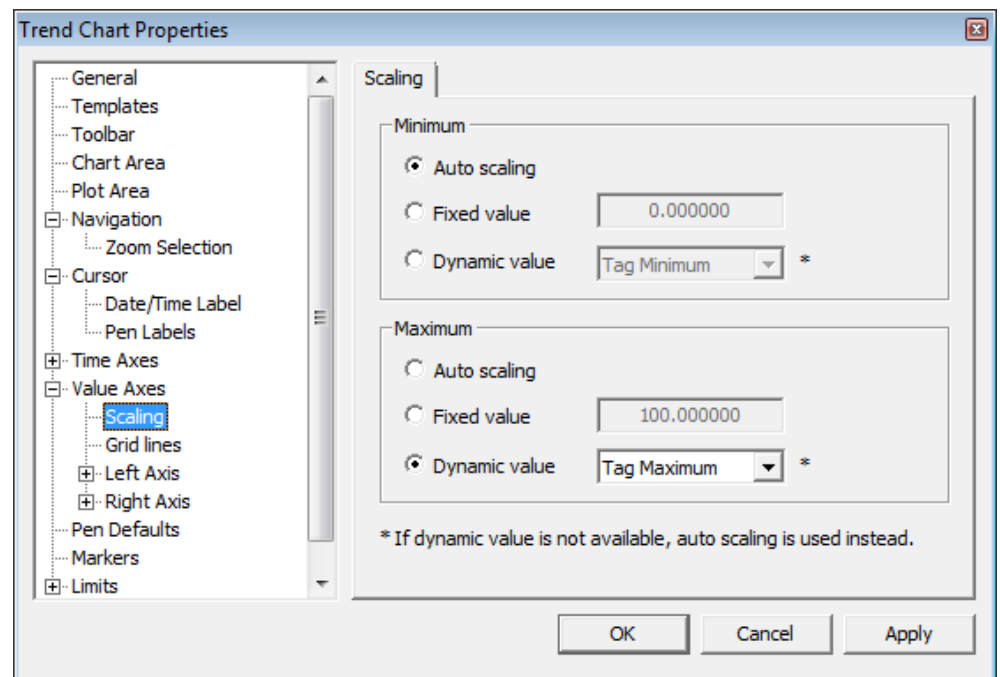 Trend Chart Properties
General
Templates
Toolbar
Chart Area
Plot Area
Navigation
Zoom Selection
Cursor
Date/Time Label
Pen Labels
Time Axes
Value Axes
Scaling
Grid lines
Left Axis
Right Axis
Pen Defaults
Markers
Limits
Scaling
Minimum
Auto scaling
Fixed value 0.000000
Dynamic value Tag Minimum *
Maximum
Auto scaling
Fixed value 100.000000
Dynamic value Tag Maximum *
* If dynamic value is not available, auto scaling is used instead.
OK Cancel Apply